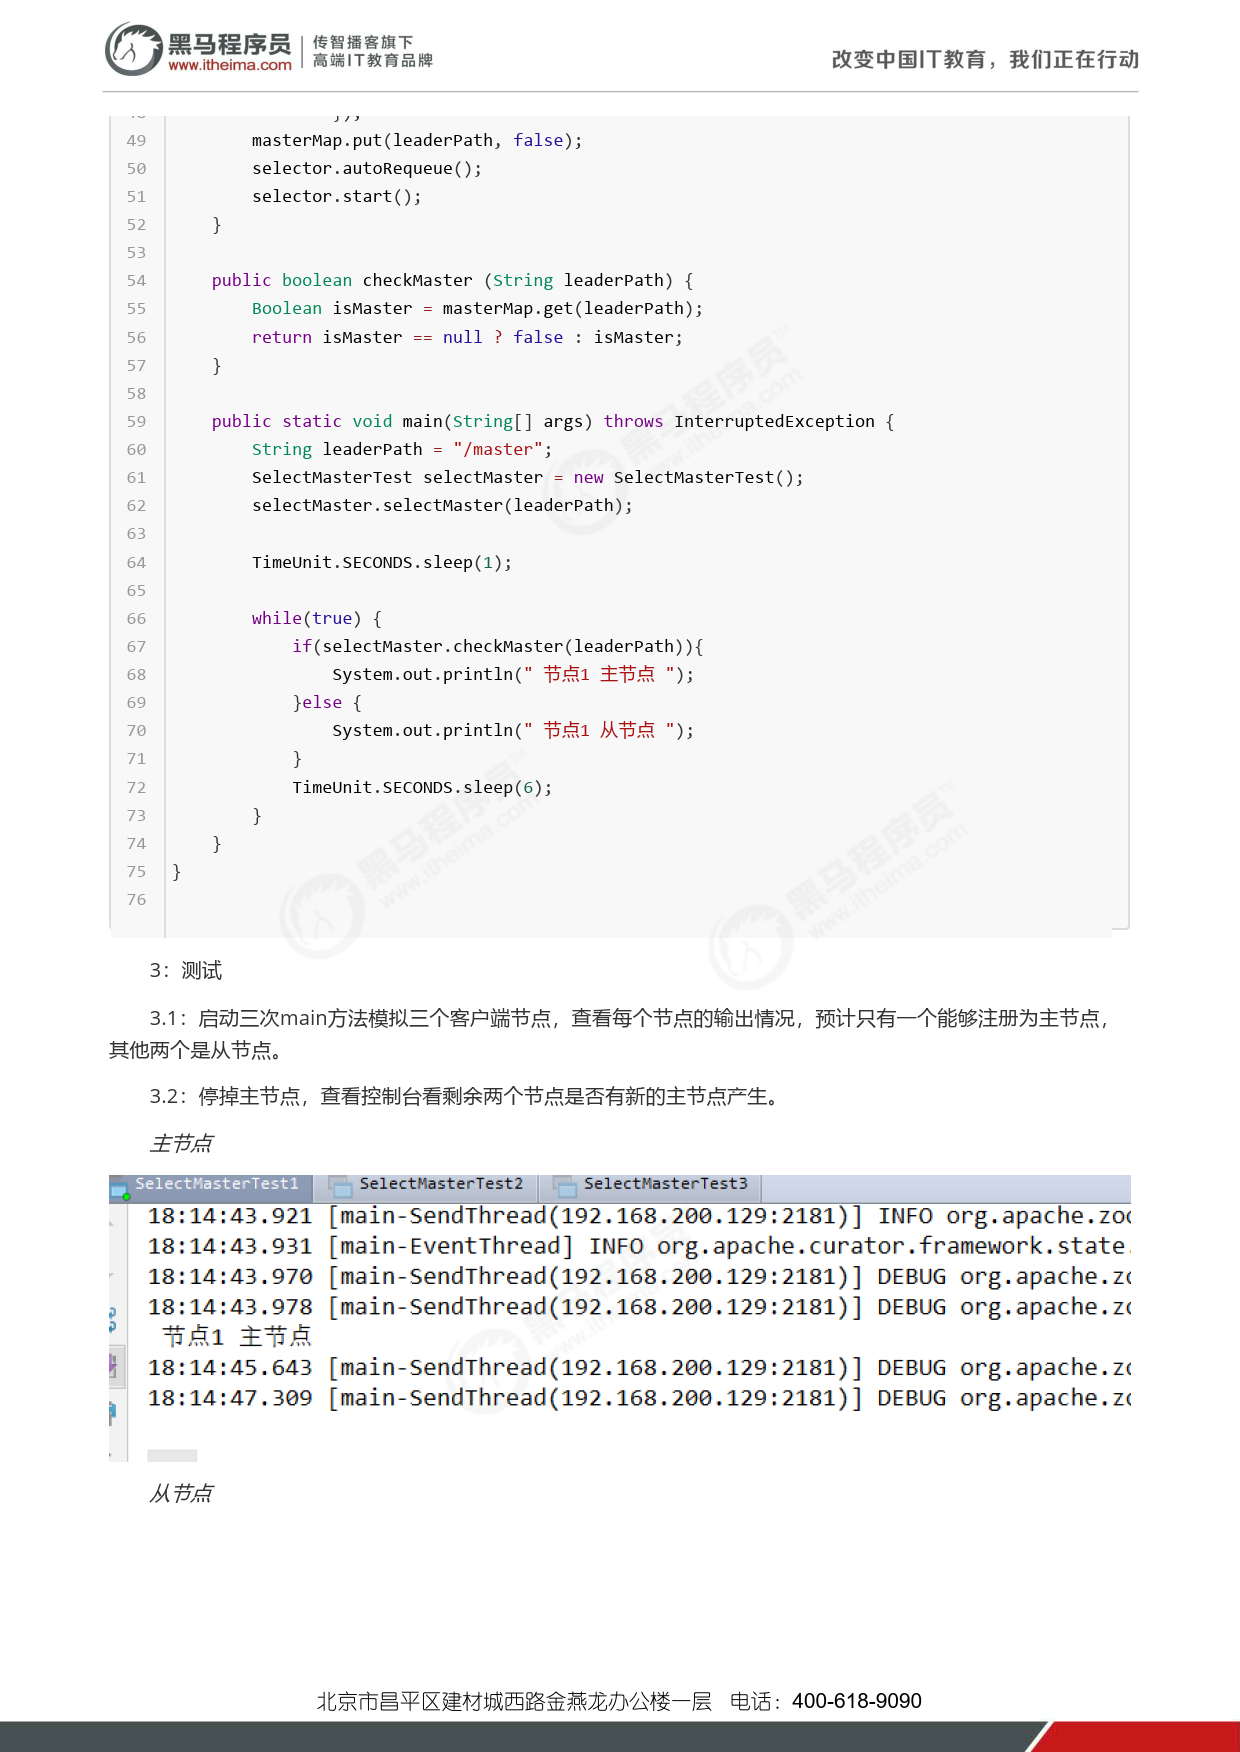 黑马程序员
www.itheima.com
传智播客旗下
高端IT教育品牌
改变中国IT教育，我们正在行动
49 masterMap.put(leaderPath, false);
50 selector.autoRequeue();
51 selector.start();
52 }
53
54 public boolean checkMaster (String leaderPath) {
55 Boolean isMaster = masterMap.get(leaderPath);
56 return isMaster == null ? false : isMaster;
57 }
58
59 public static void main(String[] args) throws InterruptedException {
60 String leaderPath = "/master";
61 SelectMasterTest selectMaster = new SelectMasterTest();
62 selectMaster.selectMaster(leaderPath);
63
64 TimeUnit.SECONDS.sleep(1);
65
66 while(true) {
67 if(selectMaster.checkMaster(leaderPath)){
68 System.out.println(" 节点1 主节点 ");
69 }else {
70 System.out.println(" 节点1 从节点 ");
71 }
72 TimeUnit.SECONDS.sleep(6);
73 }
74 }
75 }
76
3：测试
3.1：启动三次main方法模拟三个客户端节点，查看每个节点的输出情况，预计只有一个能够注册为主节点，
其他两个是从节点。
3.2：停掉主节点，查看控制台看剩余两个节点是否有新的主节点产生。
主节点
SelectMasterTest1 SelectMasterTest2 SelectMasterTest3
18:14:43.921 [main-SendThread(192.168.200.129:2181)] INFO org.apache.zoo
18:14:43.931 [main-EventThread] INFO org.apache.curator.framework.state.
18:14:43.970 [main-SendThread(192.168.200.129:2181)] DEBUG org.apache.zo
18:14:43.978 [main-SendThread(192.168.200.129:2181)] DEBUG org.apache.zo
节点1 主节点
18:14:45.643 [main-SendThread(192.168.200.129:2181)] DEBUG org.apache.zo
18:14:47.309 [main-SendThread(192.168.200.129:2181)] DEBUG org.apache.zo
从节点
北京市昌平区建材城西路金燕龙办公楼一层 电话：400-618-9090